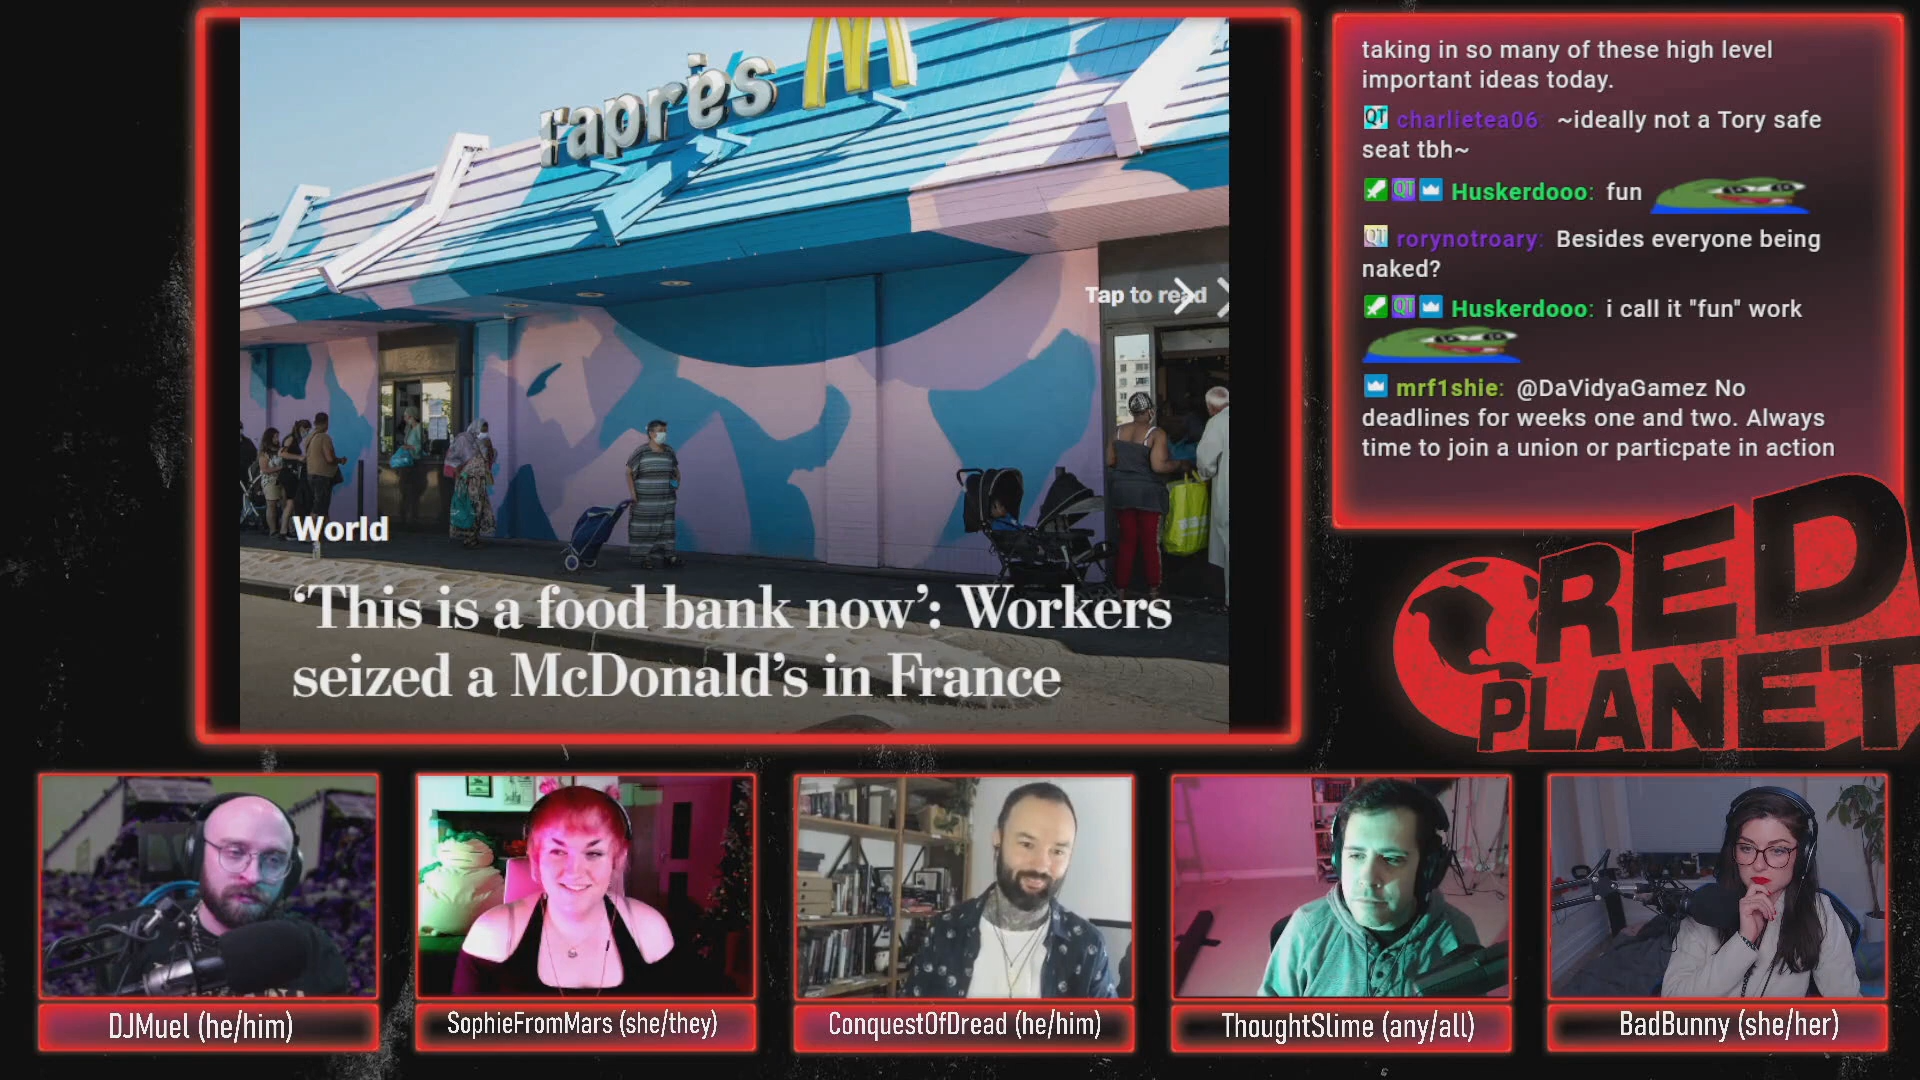 l'après M
Tap to read
World
‘This is a food bank now’: Workers
seized a McDonald’s in France
taking in so many of these high level
important ideas today.
QT charlietea06: ~ideally not a Tory safe
seat tbh~
QT Huskerdooo: fun
QT rorynotroary: Besides everyone being
naked?
QT Huskerdooo: i call it "fun" work
mrf1shie: @DaVidyaGamez No
deadlines for weeks one and two. Always
time to join a union or particpate in action
RED
PLANET
DJMuel (he/him)
SophieFromMars (she/they)
ConquestOfDread (he/him)
ThoughtSlime (any/all)
BadBunny (she/her)